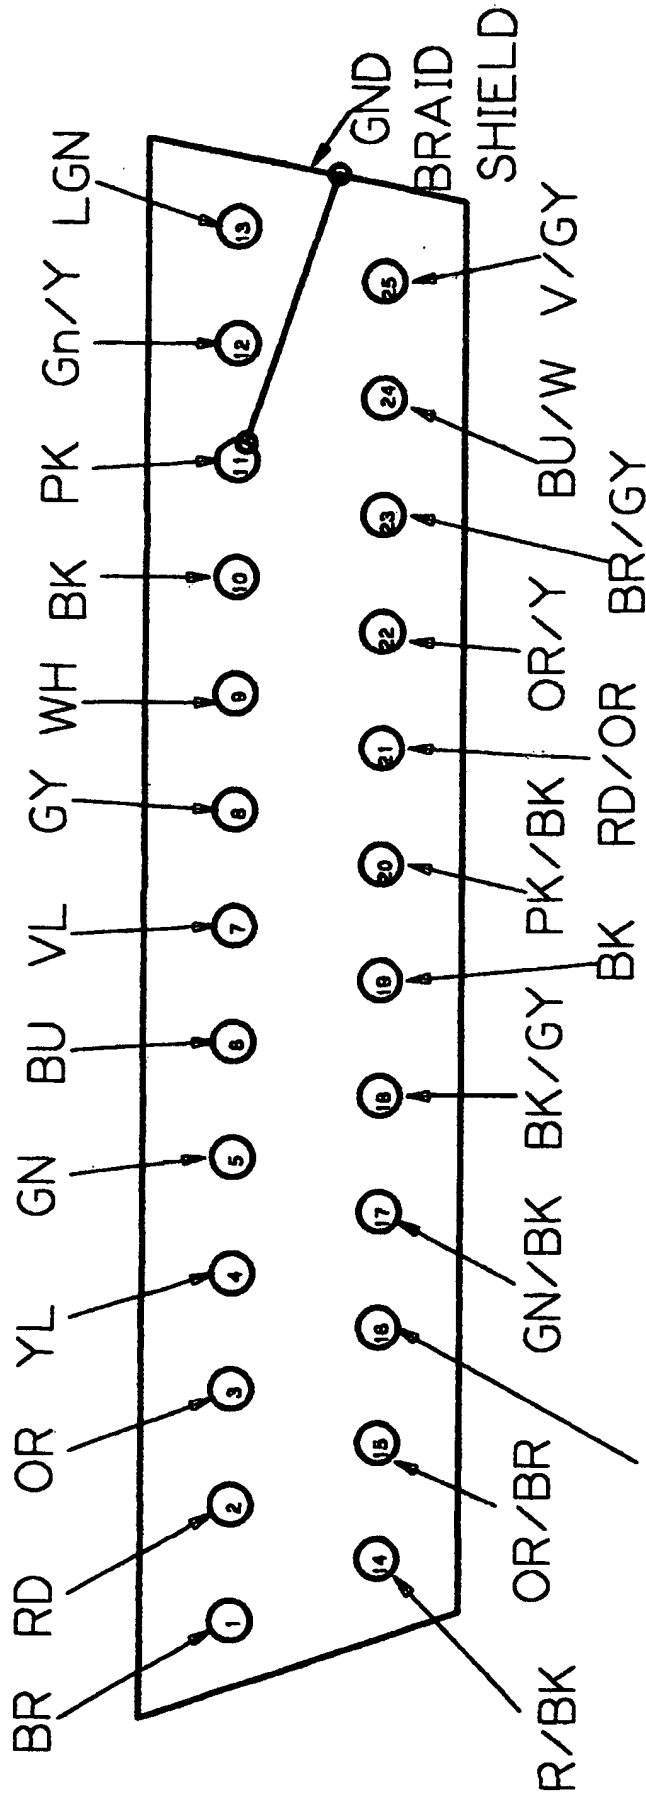 BR RD OR YL GN BU VL GY WH BK PK Gn/Y LGN
1 2 3 4 5 6 7 8 9 10 11 12 13
GND
BRAID
SHIELD
14 15 16 17 18 19 20 21 22 23 24 25
R/BK OR/BR GN/BK BK/GY PK/BK OR/Y BU/W V/GY
BK RD/OR BR/GY